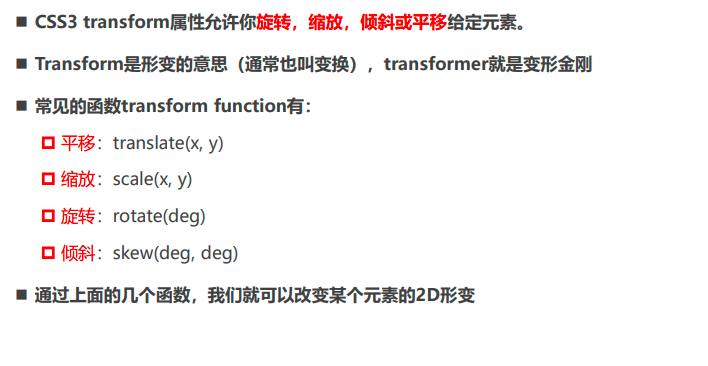 CSS3 transform属性允许你旋转，缩放，倾斜或平移给定元素。
Transform是形变的意思（通常也叫变换），transformer就是变形金刚
常见的函数transform function有：
平移：translate(x, y)
缩放：scale(x, y)
旋转：rotate(deg)
倾斜：skew(deg, deg)
通过上面的几个函数，我们就可以改变某个元素的2D形变